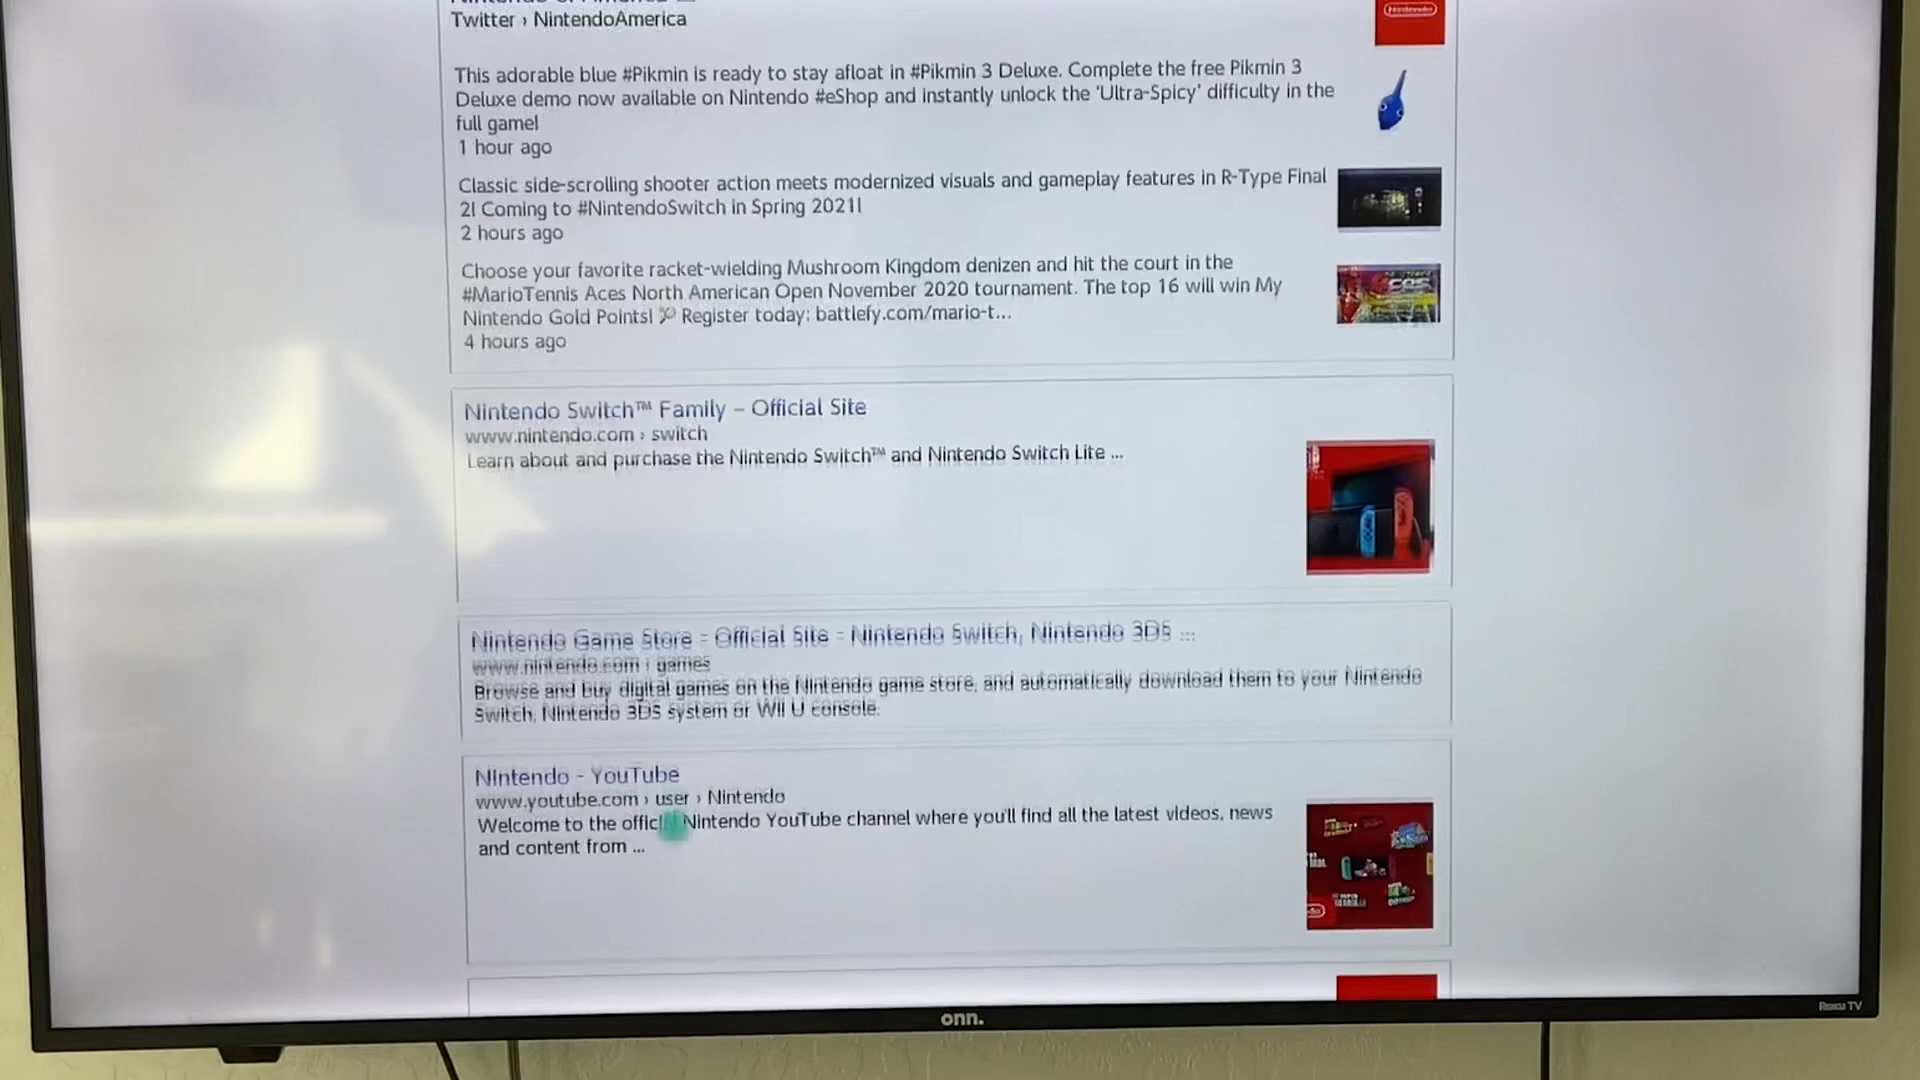 Twitter › NintendoAmerica
This adorable blue #Pikmin is ready to stay afloat in #Pikmin 3 Deluxe. Complete the free Pikmin 3
Deluxe demo now available on Nintendo #eShop and instantly unlock the 'Ultra-Spicy' difficulty in the
full game!
1 hour ago
Classic side-scrolling shooter action meets modernized visuals and gameplay features in R-Type Final
2! Coming to #NintendoSwitch in Spring 2021!
2 hours ago
Choose your favorite racket-wielding Mushroom Kingdom denizen and hit the court in the
#MarioTennis Aces North American Open November 2020 tournament. The top 16 will win My
Nintendo Gold Points! Register today: battlefy.com/mario-t...
4 hours ago
Nintendo Switch™ Family – Official Site
www.nintendo.com › switch
Learn about and purchase the Nintendo Switch™ and Nintendo Switch Lite ...
Nintendo Game Store - Official Site - Nintendo Switch, Nintendo 3DS ...
www.nintendo.com › games
Browse and buy digital games on the Nintendo game store, and automatically download them to your Nintendo
Switch, Nintendo 3DS system or Wii U console.
Nintendo - YouTube
www.youtube.com › user › Nintendo
Welcome to the Nintendo YouTube channel where you'll find all the latest videos, news
and content from ...
onn.
Roku TV
Nintendo